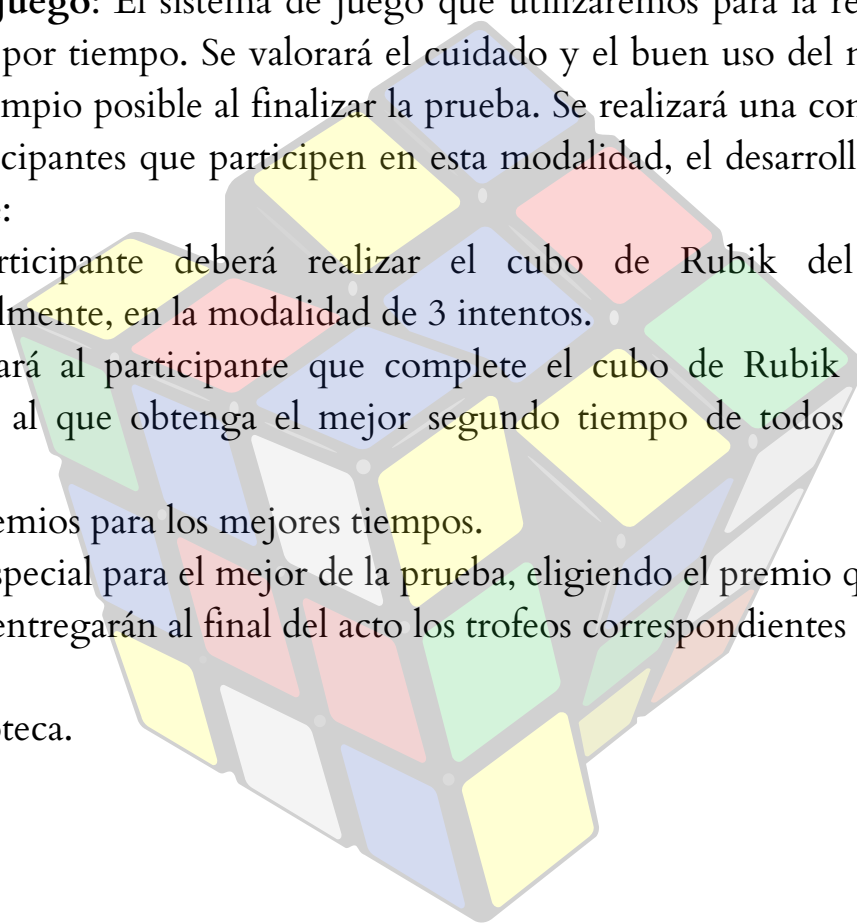 juego: El sistema de juego que utilizaremos para la re
por tiempo. Se valorará el cuidado y el buen uso del
mpio posible al finalizar la prueba. Se realizará una con
cipantes que participen en esta modalidad, el desarroll
:
rticipante deberá realizar el cubo de Rubik del
lmente, en la modalidad de 3 intentos.
ará al participante que complete el cubo de Rubik
al que obtenga el mejor segundo tiempo de todos
emios para los mejores tiempos.
special para el mejor de la prueba, eligiendo el premio q
entregarán al final del acto los trofeos correspondientes
teca.